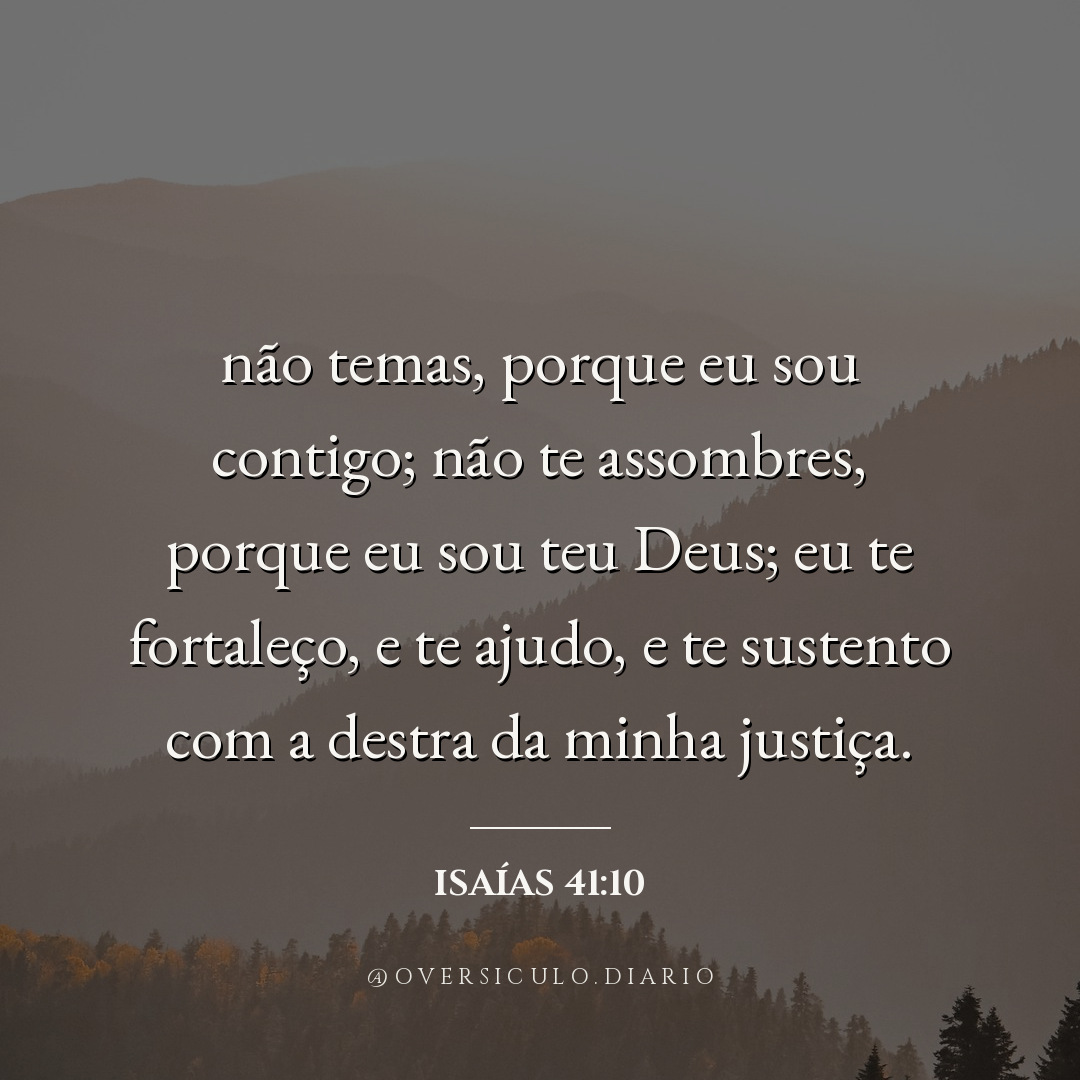 não temas, porque eu sou
contigo; não te assombres,
porque eu sou teu Deus; eu te
fortaleço, e te ajudo, e te sustento
com a destra da minha justiça.
ISAÍAS 41:10
@OVERSICULO.DIARIO